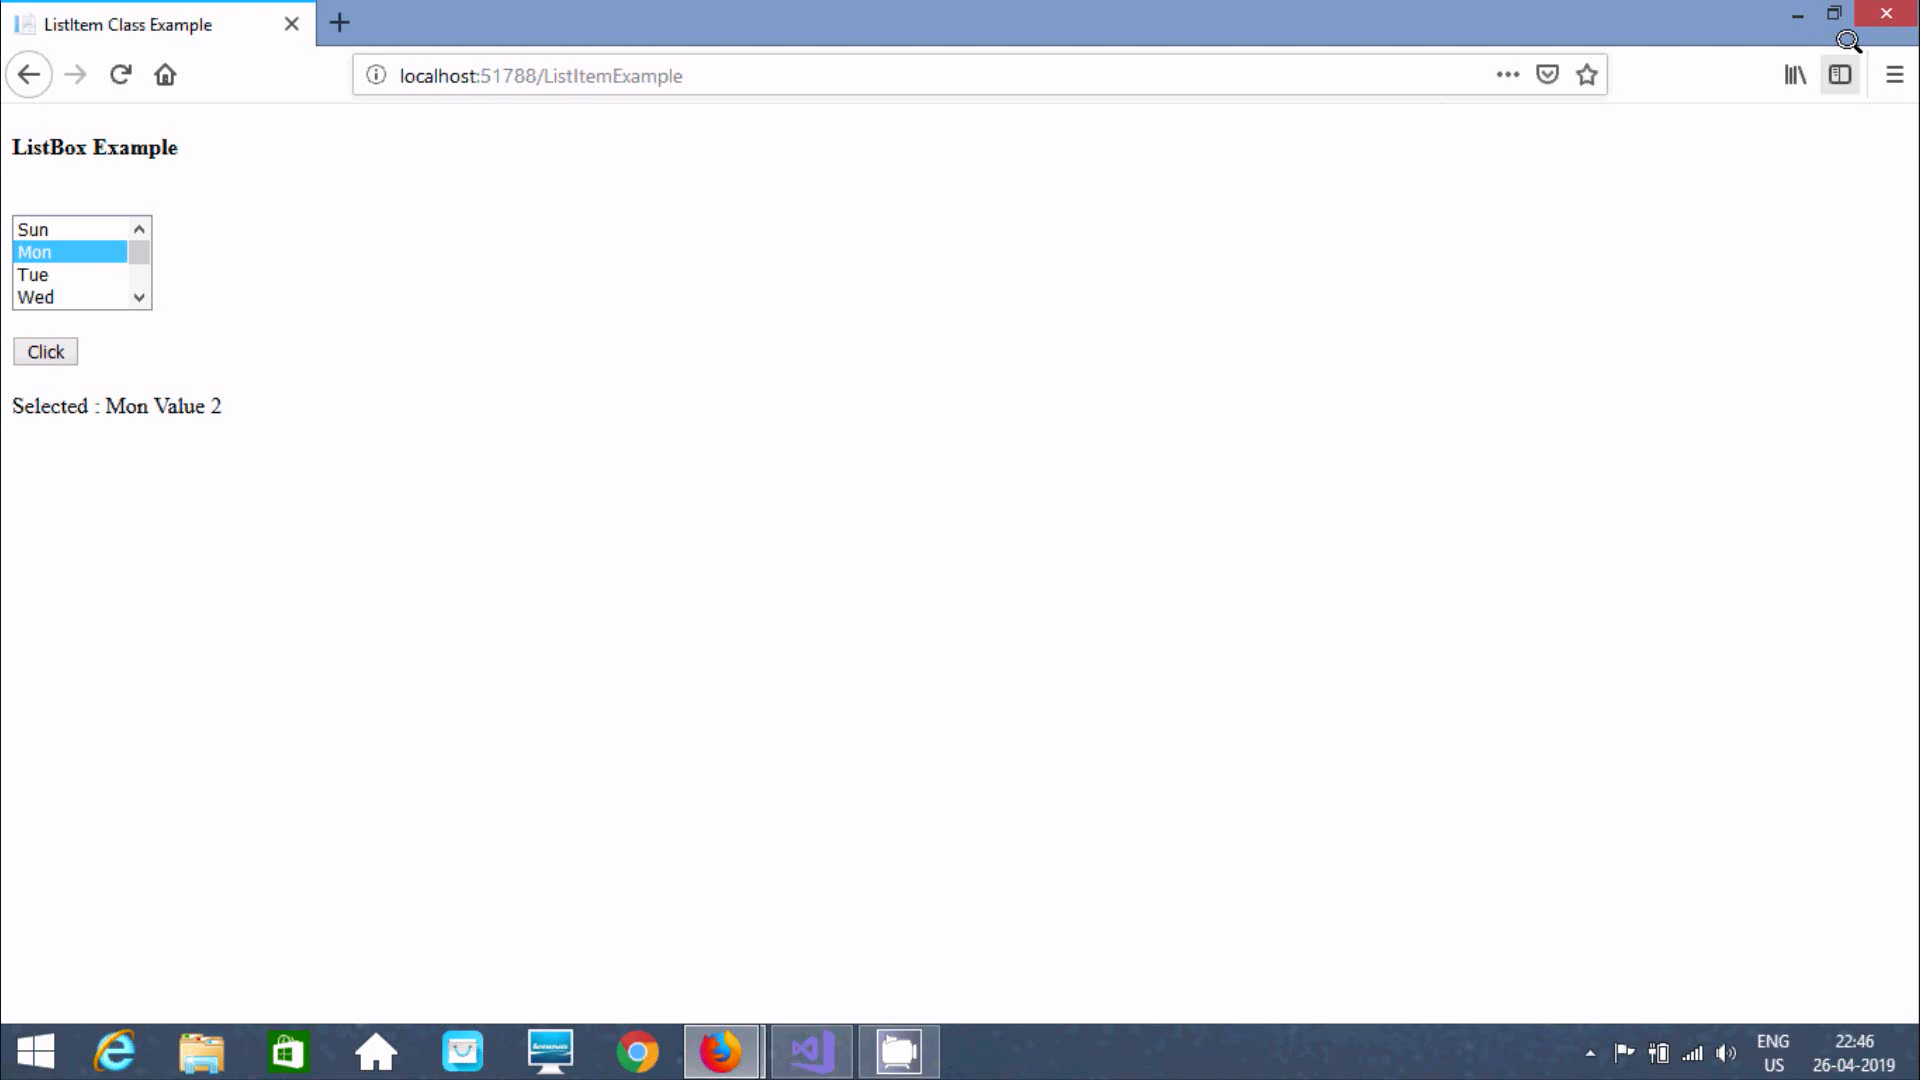 ListItem Class Example
localhost:51788/ListItemExample
ListBox Example
Sun
Mon
Tue
Wed
Click
Selected : Mon Value 2
lenovo
ENG
US
22:46
26-04-2019